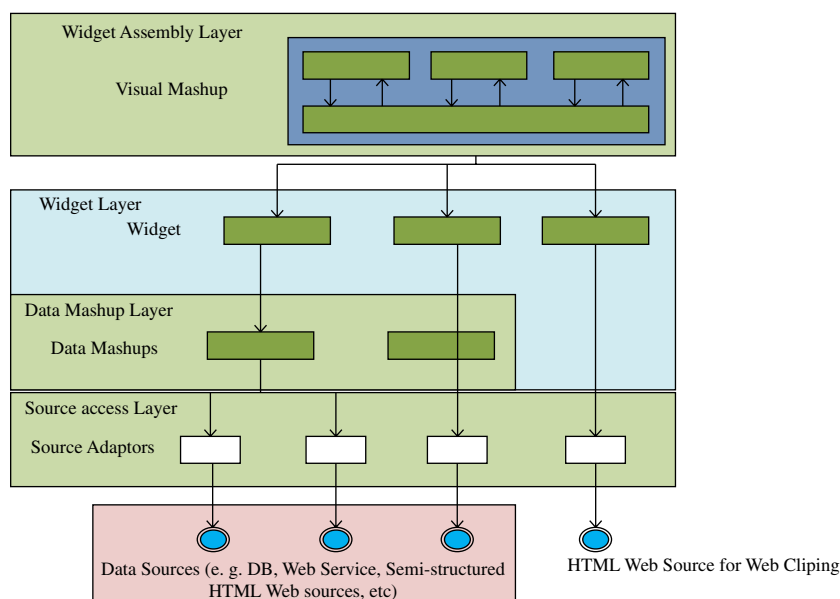 Widget Assembly Layer
Visual Mashup
Widget Layer
Widget
Data Mashup Layer
Data Mashups
Source access Layer
Source Adaptors
Data Sources (e. g. DB, Web Service, Semi-structured
HTML Web sources, etc)
HTML Web Source for Web Cliping